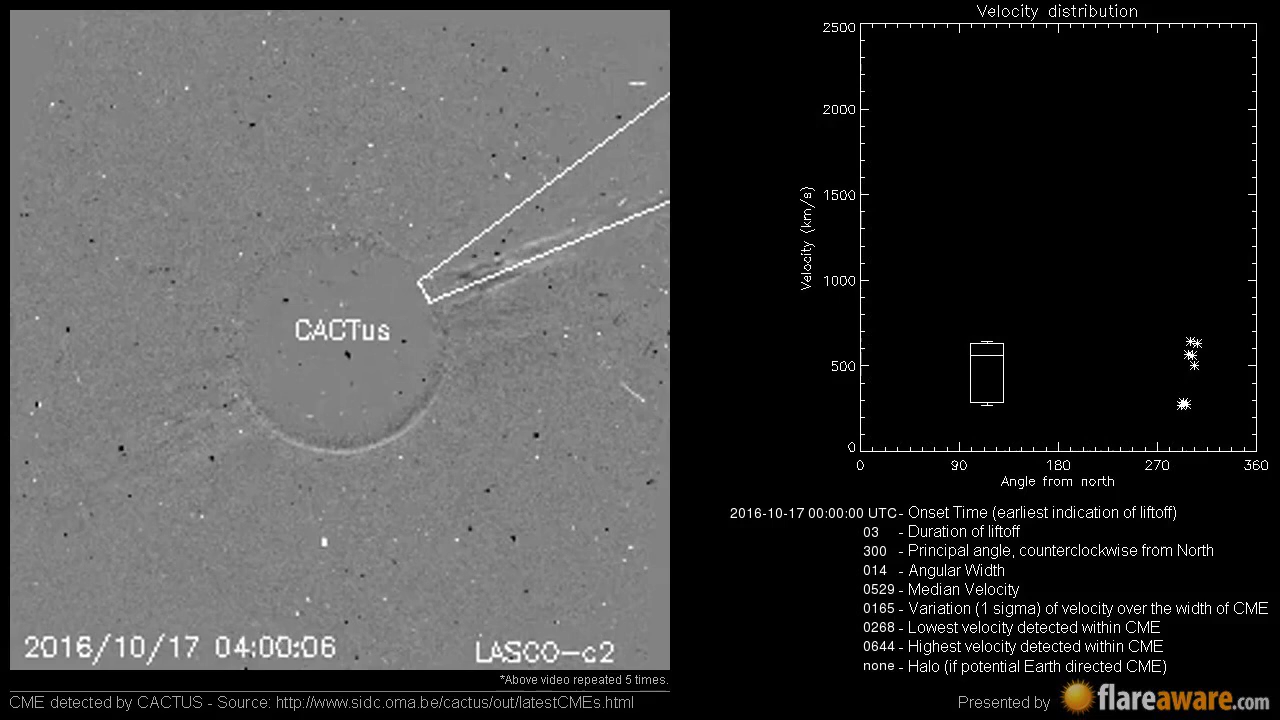 CACTus
2016/10/17 04:00:06
LASCO-c2
*Above video repeated 5 times.
CME detected by CACTUS - Source: http://www.sidc.oma.be/cactus/out/latestCMEs.html
Velocity distribution
2500
2000
1500
1000
500
0
Velocity (km/s)
0 90 180 270 360
Angle from north
2016-10-17 00:00:00 UTC - Onset Time (earliest indication of liftoff)
03 - Duration of liftoff
300 - Principal angle, counterclockwise from North
014 - Angular Width
0529 - Median Velocity
0165 - Variation (1 sigma) of velocity over the width of CME
0268 - Lowest velocity detected within CME
0644 - Highest velocity detected within CME
none - Halo (if potential Earth directed CME)
Presented by flareaware.com